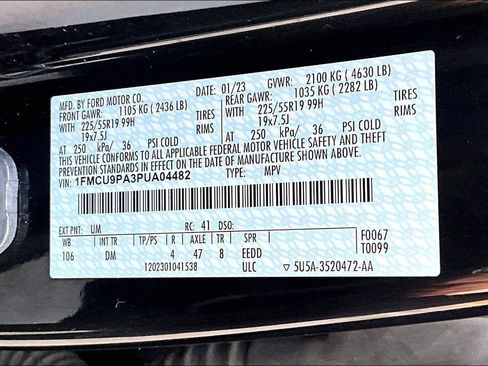 MFD. BY FORD MOTOR CO. DATE: 01/23 GVWR: 2100 KG ( 4630 LB)
FRONT GAWR: 1105 KG ( 2436 LB) REAR GAWR: 1035 KG ( 2282 LB)
WITH 225/55R19 99H TIRES WITH 225/55R19 99H TIRES
19x7.5J RIMS 19x7.5J RIMS
AT 250 kPa/ 36 PSI COLD AT 250 kPa/ 36 PSI COLD
THIS VEHICLE CONFORMS TO ALL APPLICABLE FEDERAL MOTOR VEHICLE SAFETY AND THEFT
PREVENTION STANDARDS IN EFFECT ON THE DATE OF MANUFACTURE SHOWN ABOVE.
VIN: 1FMCU9PA3PUA04482 TYPE: MPV
EXT PNT: UM RC: 41 DSO: F0067
WB INT TR TP/PS R AXLE TR SPR T0099
106 DM 4 47 8 EEDD
1202301041538 ULC 5U5A-3520472-AA